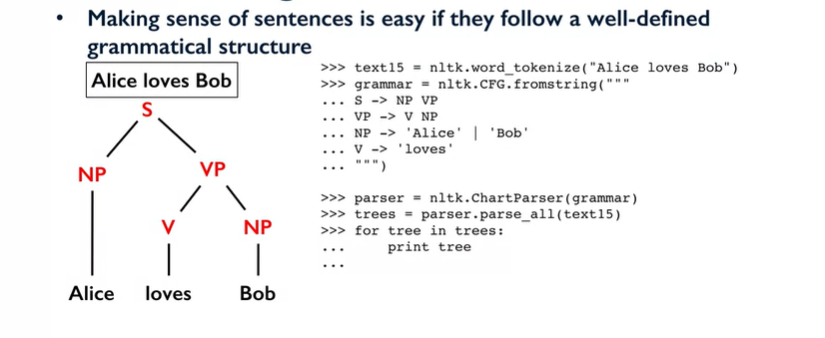 • Making sense of sentences is easy if they follow a well-defined
grammatical structure
Alice loves Bob
S
NP VP
V NP
Alice loves Bob
>>> text15 = nltk.word_tokenize("Alice loves Bob")
>>> grammar = nltk.CFG.fromstring("""
... S -> NP VP
... VP -> V NP
... NP -> 'Alice' | 'Bob'
... V -> 'loves'
... """)
>>> parser = nltk.ChartParser(grammar)
>>> trees = parser.parse_all(text15)
>>> for tree in trees:
...     print tree
...